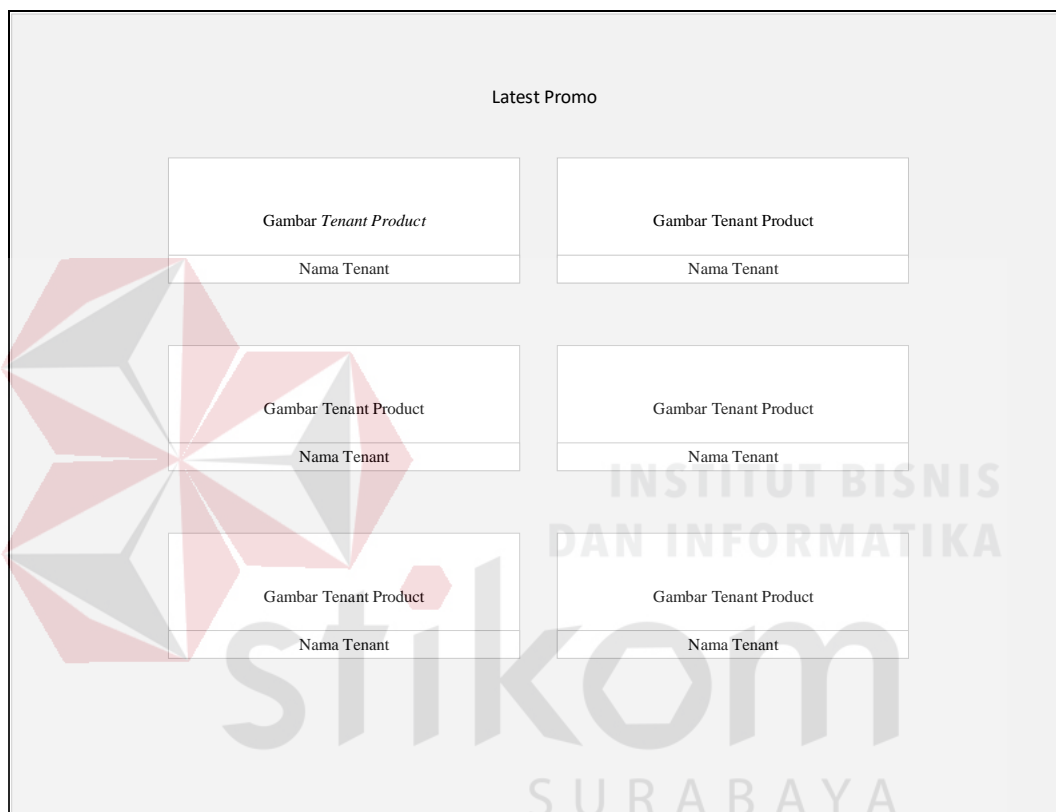 Latest Promo
Gambar Tenant Product
Gambar Tenant Product
Nama Tenant
Nama Tenant
Gambar Tenant Product
Gambar Tenant Product
Nama Tenant
Nama Tenant
INSTITUT BISNIS
DAN INFORMATIKA
Gambar Tenant Product
Gambar Tenant Product
Nama Tenant
Nama Tenant
stikom
SURABAYA